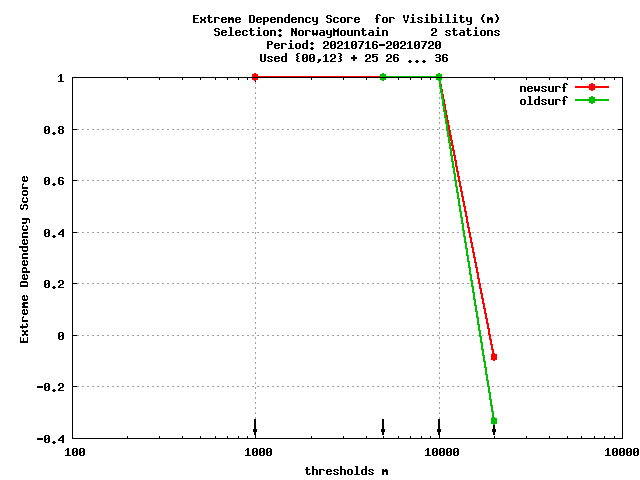 Extreme Dependency Score  for Visibility (m)
Selection: NorwayMountain      2 stations
Period: 20210716-20210720
Used {00,12} + 25 26 ... 36
newsurf
oldsurf
1
0.8
0.6
0.4
0.2
0
-0.2
-0.4
Extreme Dependency Score
100
1000
10000
10000
thresholds m